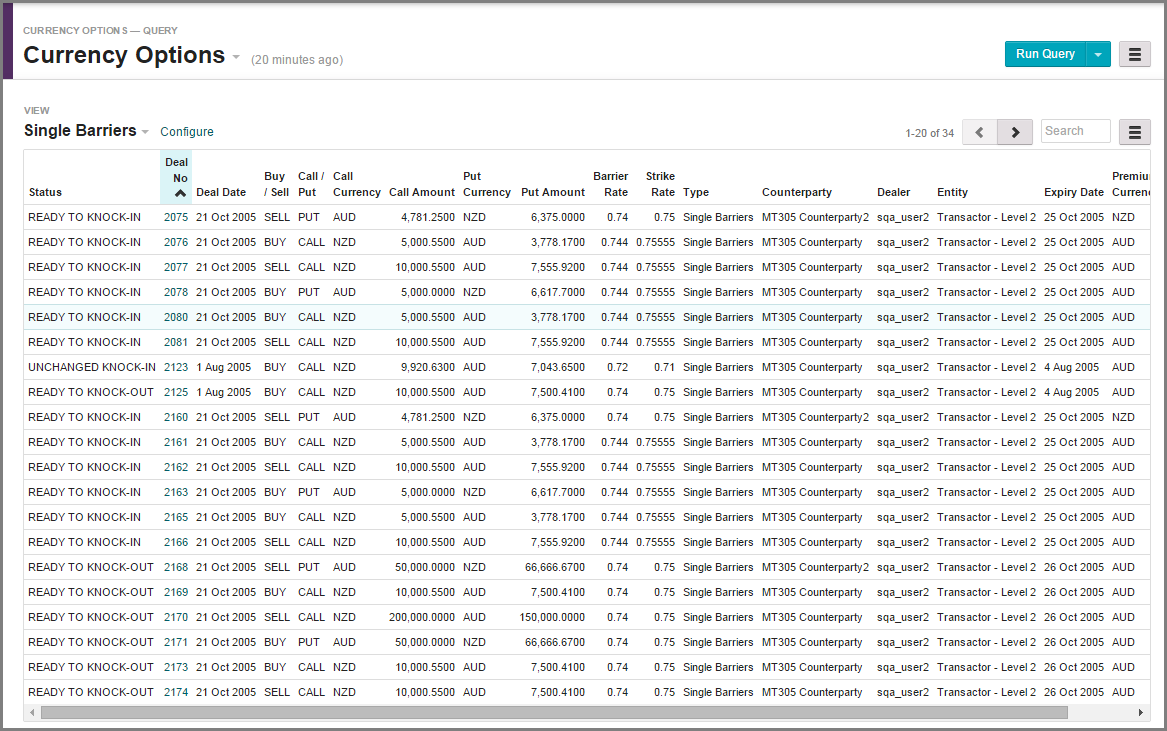 CURRENCY OPTIONS — QUERY
Currency Options (20 minutes ago) Run Query
VIEW
Single Barriers Configure 1-20 of 34 Search
Status Deal No Deal Date Buy / Sell Call / Put Call Currency Call Amount Put Currency Put Amount Barrier Rate Strike Rate Type Counterparty Dealer Entity Expiry Date Premiu Currenc
READY TO KNOCK-IN 2075 21 Oct 2005 SELL PUT AUD 4,781.2500 NZD 6,375.0000 0.74 0.75 Single Barriers MT305 Counterparty2 sqa_user2 Transactor - Level 2 25 Oct 2005 NZD
READY TO KNOCK-IN 2076 21 Oct 2005 BUY CALL NZD 5,000.5500 AUD 3,778.1700 0.744 0.75555 Single Barriers MT305 Counterparty sqa_user2 Transactor - Level 2 25 Oct 2005 AUD
READY TO KNOCK-IN 2077 21 Oct 2005 SELL CALL NZD 10,000.5500 AUD 7,555.9200 0.744 0.75555 Single Barriers MT305 Counterparty sqa_user2 Transactor - Level 2 25 Oct 2005 AUD
READY TO KNOCK-IN 2078 21 Oct 2005 BUY PUT AUD 5,000.0000 NZD 6,617.7000 0.744 0.75555 Single Barriers MT305 Counterparty sqa_user2 Transactor - Level 2 25 Oct 2005 AUD
READY TO KNOCK-IN 2080 21 Oct 2005 BUY CALL NZD 5,000.5500 AUD 3,778.1700 0.744 0.75555 Single Barriers MT305 Counterparty sqa_user2 Transactor - Level 2 25 Oct 2005 AUD
READY TO KNOCK-IN 2081 21 Oct 2005 SELL CALL NZD 10,000.5500 AUD 7,555.9200 0.744 0.75555 Single Barriers MT305 Counterparty sqa_user2 Transactor - Level 2 25 Oct 2005 AUD
UNCHANGED KNOCK-IN 2123 1 Aug 2005 BUY CALL NZD 9,920.6300 AUD 7,043.6500 0.72 0.71 Single Barriers MT305 Counterparty sqa_user2 Transactor - Level 2 4 Aug 2005 AUD
READY TO KNOCK-OUT 2125 1 Aug 2005 BUY CALL NZD 10,000.5500 AUD 7,500.4100 0.74 0.75 Single Barriers MT305 Counterparty sqa_user2 Transactor - Level 2 4 Aug 2005 AUD
READY TO KNOCK-IN 2160 21 Oct 2005 SELL PUT AUD 4,781.2500 NZD 6,375.0000 0.74 0.75 Single Barriers MT305 Counterparty2 sqa_user2 Transactor - Level 2 25 Oct 2005 NZD
READY TO KNOCK-IN 2161 21 Oct 2005 BUY CALL NZD 5,000.5500 AUD 3,778.1700 0.744 0.75555 Single Barriers MT305 Counterparty sqa_user2 Transactor - Level 2 25 Oct 2005 AUD
READY TO KNOCK-IN 2162 21 Oct 2005 SELL CALL NZD 10,000.5500 AUD 7,555.9200 0.744 0.75555 Single Barriers MT305 Counterparty sqa_user2 Transactor - Level 2 25 Oct 2005 AUD
READY TO KNOCK-IN 2163 21 Oct 2005 BUY PUT AUD 5,000.0000 NZD 6,617.7000 0.744 0.75555 Single Barriers MT305 Counterparty sqa_user2 Transactor - Level 2 25 Oct 2005 AUD
READY TO KNOCK-IN 2165 21 Oct 2005 BUY CALL NZD 5,000.5500 AUD 3,778.1700 0.744 0.75555 Single Barriers MT305 Counterparty sqa_user2 Transactor - Level 2 25 Oct 2005 AUD
READY TO KNOCK-IN 2166 21 Oct 2005 SELL CALL NZD 10,000.5500 AUD 7,555.9200 0.744 0.75555 Single Barriers MT305 Counterparty sqa_user2 Transactor - Level 2 25 Oct 2005 AUD
READY TO KNOCK-OUT 2168 21 Oct 2005 SELL PUT AUD 50,000.0000 NZD 66,666.6700 0.74 0.75 Single Barriers MT305 Counterparty2 sqa_user2 Transactor - Level 2 26 Oct 2005 AUD
READY TO KNOCK-OUT 2169 21 Oct 2005 BUY CALL NZD 10,000.5500 AUD 7,500.4100 0.74 0.75 Single Barriers MT305 Counterparty sqa_user2 Transactor - Level 2 26 Oct 2005 AUD
READY TO KNOCK-OUT 2170 21 Oct 2005 SELL CALL NZD 200,000.0000 AUD 150,000.0000 0.74 0.75 Single Barriers MT305 Counterparty sqa_user2 Transactor - Level 2 26 Oct 2005 AUD
READY TO KNOCK-OUT 2171 21 Oct 2005 BUY PUT AUD 50,000.0000 NZD 66,666.6700 0.74 0.75 Single Barriers MT305 Counterparty sqa_user2 Transactor - Level 2 26 Oct 2005 AUD
READY TO KNOCK-OUT 2173 21 Oct 2005 BUY CALL NZD 10,000.5500 AUD 7,500.4100 0.74 0.75 Single Barriers MT305 Counterparty sqa_user2 Transactor - Level 2 26 Oct 2005 AUD
READY TO KNOCK-OUT 2174 21 Oct 2005 SELL CALL NZD 10,000.5500 AUD 7,500.4100 0.74 0.75 Single Barriers MT305 Counterparty sqa_user2 Transactor - Level 2 26 Oct 2005 AUD